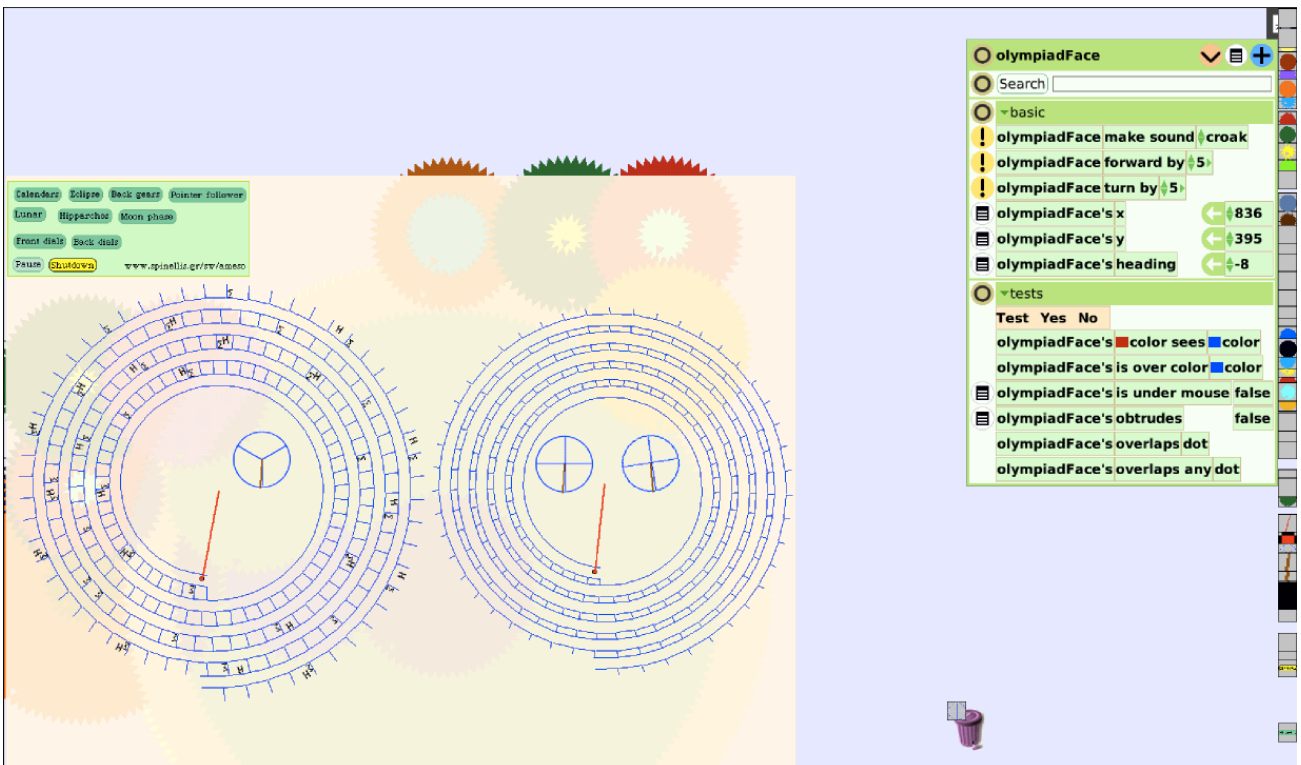 olympiadFace
Search
basic
olympiadFace make sound croak
olympiadFace forward by 5
olympiadFace turn by 5
olympiadFace's x 836
olympiadFace's y 395
olympiadFace's heading -8
tests
Test Yes No
olympiadFace's color sees color
olympiadFace's is over color color
olympiadFace's is under mouse false
olympiadFace's obtrudes false
olympiadFace's overlaps dot
olympiadFace's overlaps any dot
Calendars Eclipse Back gears Pointer follower
Lunar Hipparchos Moon phase
Front dials Back dials
Pause Shutdown www.spinellis.gr/sw/ameso